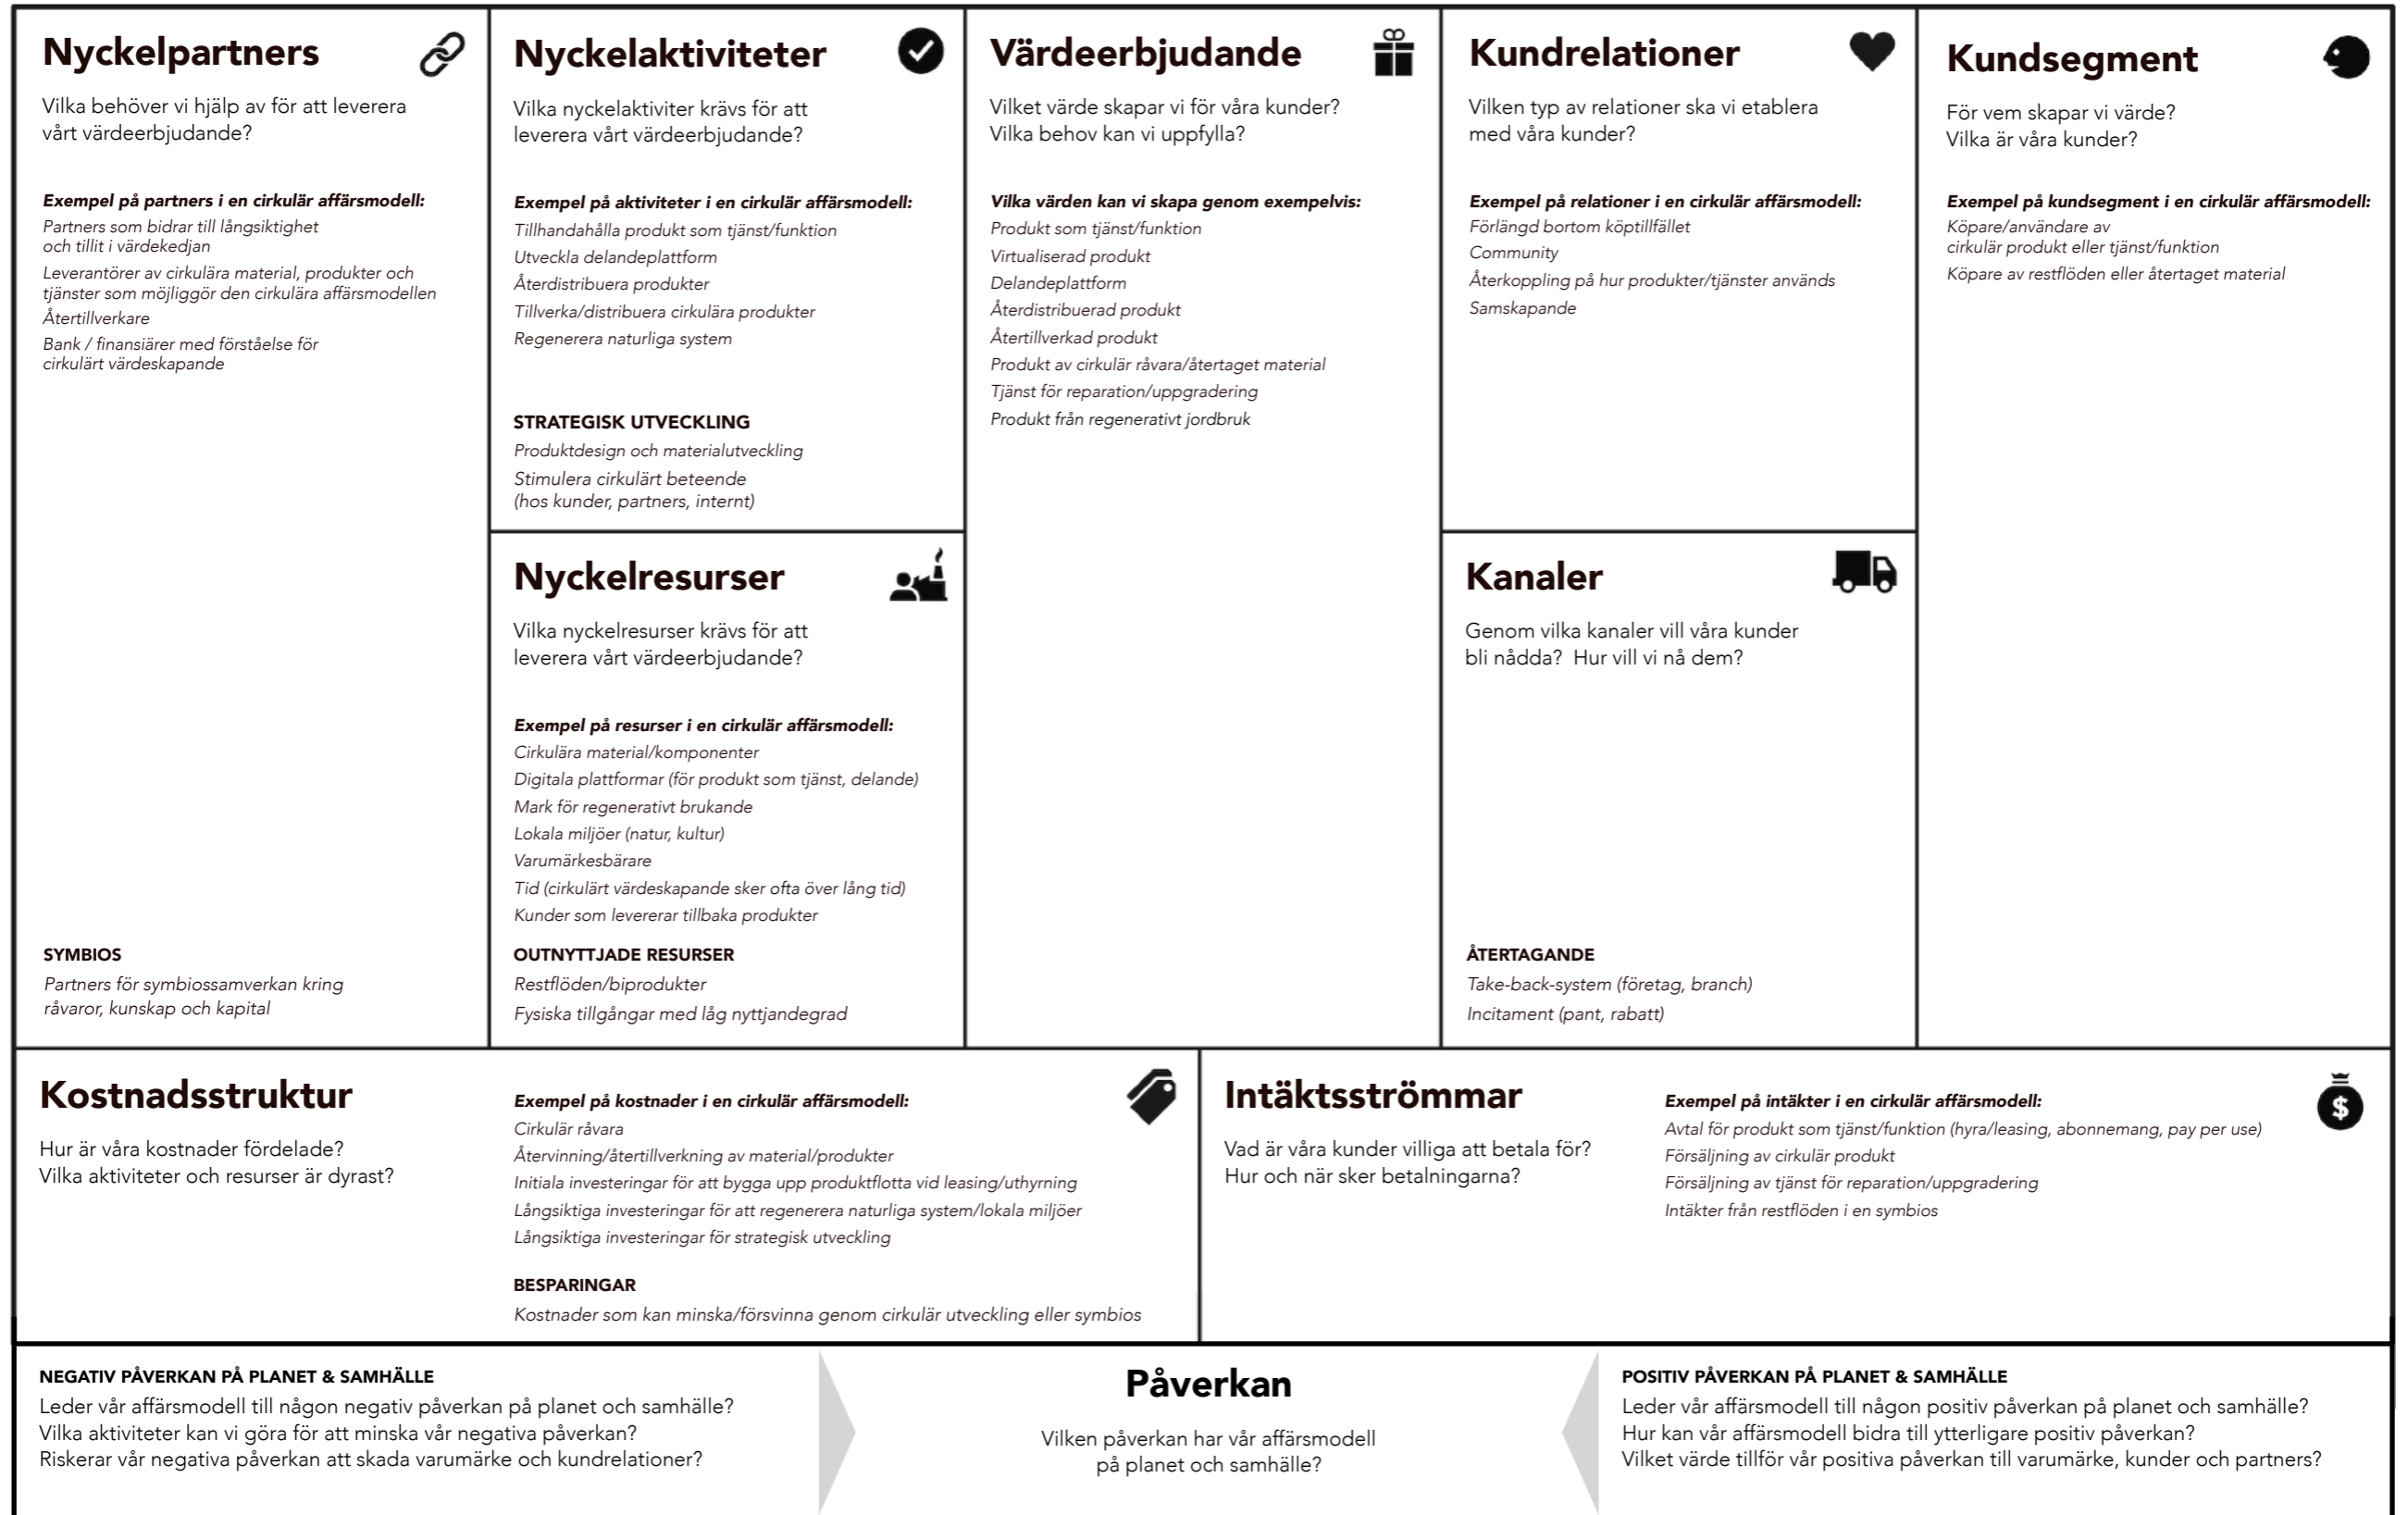 Nyckelpartners
Vilka behöver vi hjälp av för att leverera
vårt värdeerbjudande?
Exempel på partners i en cirkulär affärsmodell:
Partners som bidrar till långsiktighet
och tillit i värdekedjan
Leverantörer av cirkulära material, produkter och
tjänster som möjliggör den cirkulära affärsmodellen
Återtillverkare
Bank / finansiärer med förståelse för
cirkulärt värdeskapande
SYMBIOS
Partners för symbiossamverkan kring
råvaror, kunskap och kapital
Nyckelaktiviteter
Vilka nyckelaktiviter krävs för att
leverera vårt värdeerbjudande?
Exempel på aktiviteter i en cirkulär affärsmodell:
Tillhandahålla produkt som tjänst/funktion
Utveckla delandeplattform
Återdistribuera produkter
Tillverka/distribuera cirkulära produkter
Regenerera naturliga system
STRATEGISK UTVECKLING
Produktdesign och materialutveckling
Stimulera cirkulärt beteende
(hos kunder, partners, internt)
Nyckelresurser
Vilka nyckelresurser krävs för att
leverera vårt värdeerbjudande?
Exempel på resurser i en cirkulär affärsmodell:
Cirkulära material/komponenter
Digitala plattformar (för produkt som tjänst, delande)
Mark för regenerativt brukande
Lokala miljöer (natur, kultur)
Varumärkesbärare
Tid (cirkulärt värdeskapande sker ofta över lång tid)
Kunder som levererar tillbaka produkter
OUTNYTTJADE RESURSER
Restflöden/biprodukter
Fysiska tillgångar med låg nyttjandegrad
Värdeerbjudande
Vilket värde skapar vi för våra kunder?
Vilka behov kan vi uppfylla?
Vilka värden kan vi skapa genom exempelvis:
Produkt som tjänst/funktion
Virtualiserad produkt
Delandeplattform
Återdistribuerad produkt
Återtillverkad produkt
Produkt av cirkulär råvara/återtaget material
Tjänst för reparation/uppgradering
Produkt från regenerativt jordbruk
Kundrelationer
Vilken typ av relationer ska vi etablera
med våra kunder?
Exempel på relationer i en cirkulär affärsmodell:
Förlängd bortom köptillfället
Community
Återkoppling på hur produkter/tjänster används
Samskapande
Kanaler
Genom vilka kanaler vill våra kunder
bli nådda? Hur vill vi nå dem?
ÅTERTAGANDE
Take-back-system (företag, branch)
Incitament (pant, rabatt)
Kundsegment
För vem skapar vi värde?
Vilka är våra kunder?
Exempel på kundsegment i en cirkulär affärsmodell:
Köpare/användare av
cirkulär produkt eller tjänst/funktion
Köpare av restflöden eller återtaget material
Kostnadsstruktur
Hur är våra kostnader fördelade?
Vilka aktiviteter och resurser är dyrast?
Exempel på kostnader i en cirkulär affärsmodell:
Cirkulär råvara
Återvinning/återtillverkning av material/produkter
Initiala investeringar för att bygga upp produktflotta vid leasing/uthyrning
Långsiktiga investeringar för att regenerera naturliga system/lokala miljöer
Långsiktiga investeringar för strategisk utveckling
BESPARINGAR
Kostnader som kan minska/försvinna genom cirkulär utveckling eller symbios
Intäktsströmmar
Vad är våra kunder villiga att betala för?
Hur och när sker betalningarna?
Exempel på intäkter i en cirkulär affärsmodell:
Avtal för produkt som tjänst/funktion (hyra/leasing, abonnemang, pay per use)
Försäljning av cirkulär produkt
Försäljning av tjänst för reparation/uppgradering
Intäkter från restflöden i en symbios
$
NEGATIV PÅVERKAN PÅ PLANET & SAMHÄLLE
Leder vår affärsmodell till någon negativ påverkan på planet och samhälle?
Vilka aktiviteter kan vi göra för att minska vår negativa påverkan?
Riskerar vår negativa påverkan att skada varumärke och kundrelationer?
Påverkan
Vilken påverkan har vår affärsmodell
på planet och samhälle?
POSITIV PÅVERKAN PÅ PLANET & SAMHÄLLE
Leder vår affärsmodell till någon positiv påverkan på planet och samhälle?
Hur kan vår affärsmodell bidra till ytterligare positiv påverkan?
Vilket värde tillför vår positiva påverkan till varumärke, kunder och partners?